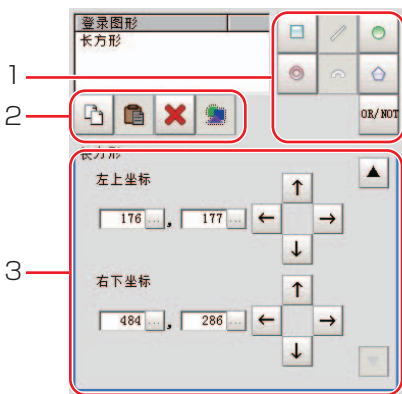 登录图形
长方形
1
2
OR/NOT
长方形
3
左上坐标
176 ... , 177 ...
右下坐标
484 ... , 286 ...